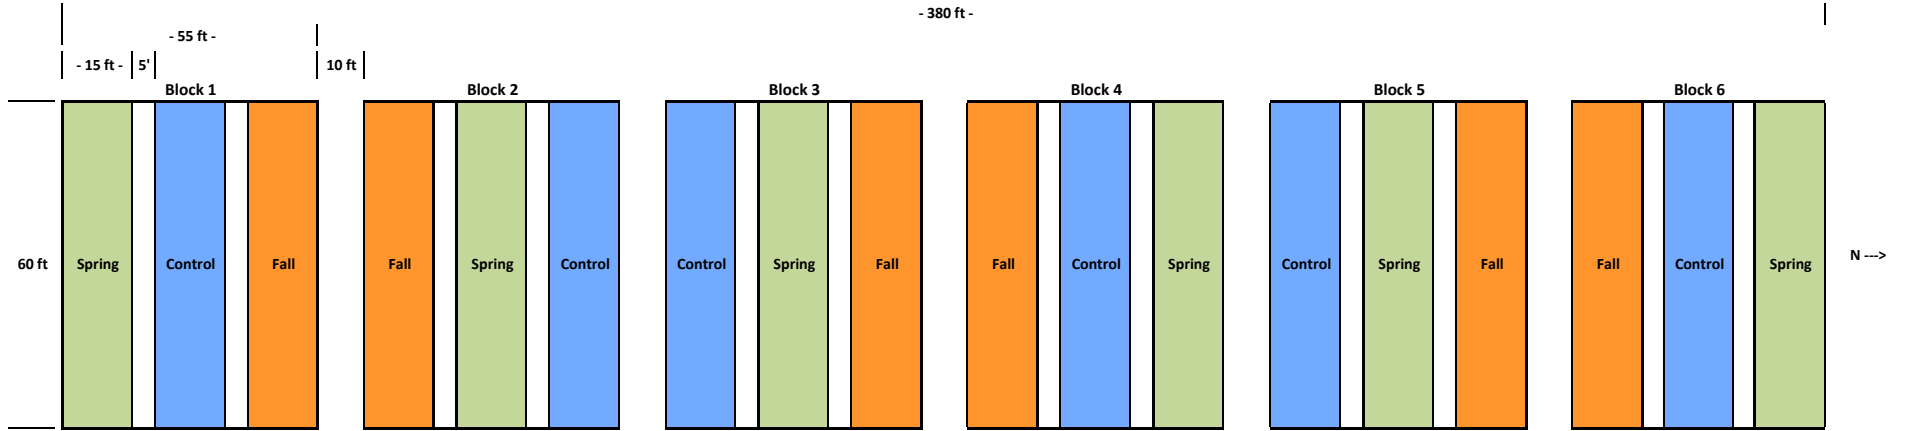 - 380 ft -
- 55 ft -
- 15 ft - 5' 10 ft
Block 1 Block 2 Block 3 Block 4 Block 5 Block 6
60 ft Spring Control Fall Fall Spring Control Control Spring Fall Fall Control Spring Control Spring Fall Fall Control Spring N --->